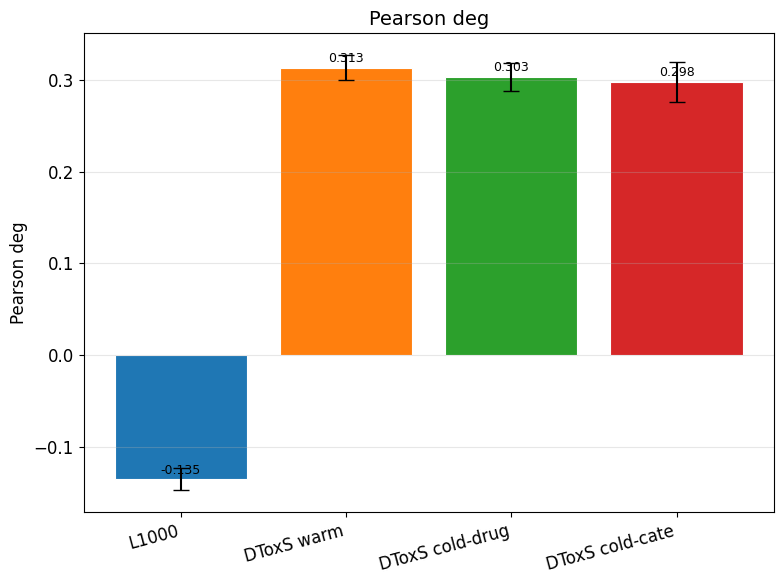 Pearson deg
Pearson deg
0.3
0.2
0.1
0.0
−0.1
0.313
0.303
0.298
-0.135
L1000
DToxS warm
DToxS cold-drug
DToxS cold-cate